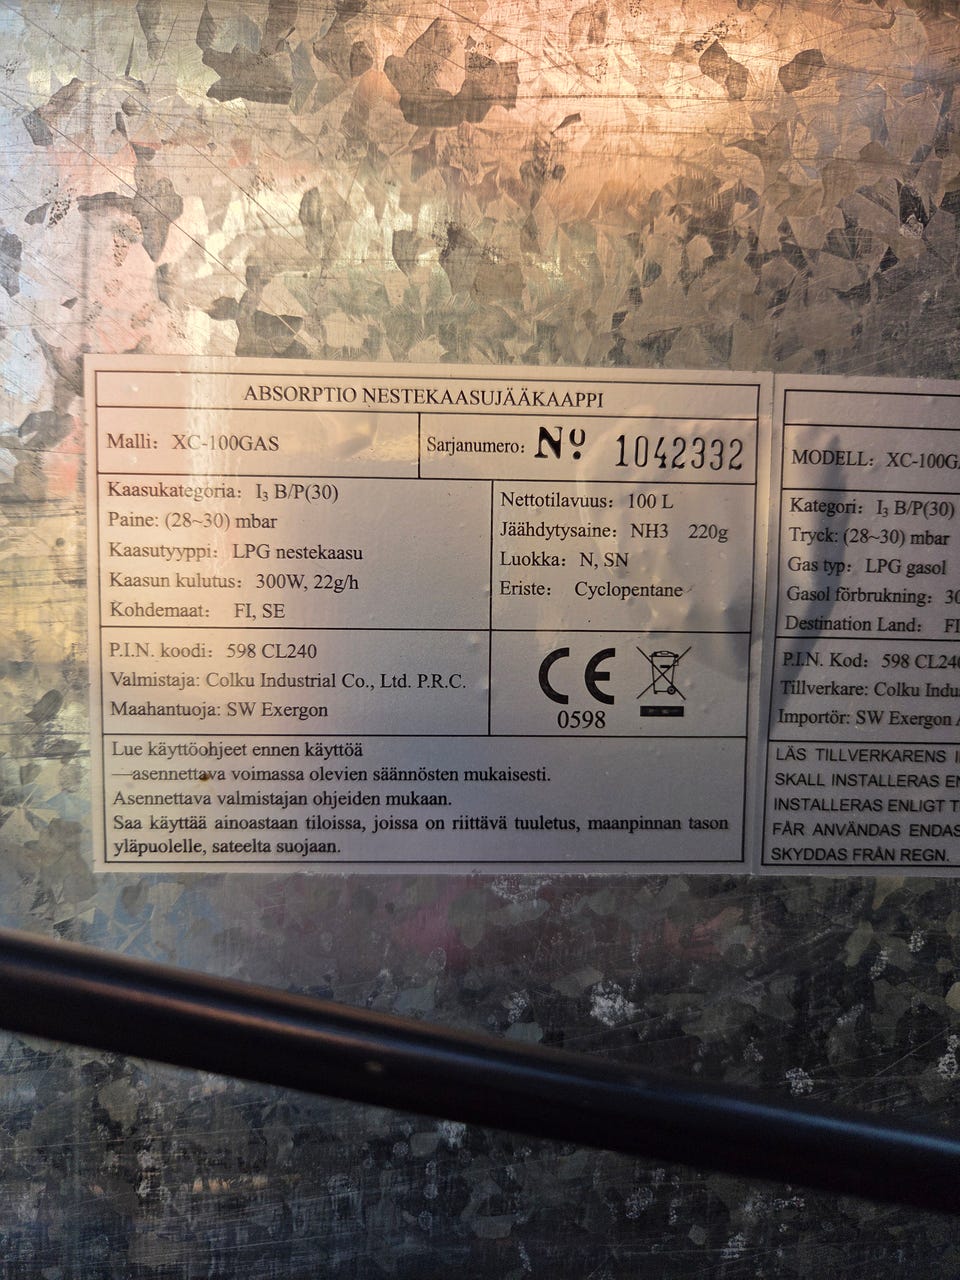 ABSORPTIO NESTEKAASUJÄÄKAAPPI
Malli: XC-100GAS
Sarjanumero: Nº 1042332
Kaasukategoria: I₃ B/P(30)
Paine: (28~30) mbar
Kaasutyyppi: LPG nestekaasu
Kaasun kulutus: 300W, 22g/h
Kohdemaat: FI, SE
Nettotilavuus: 100 L
Jäähdytysaine: NH3 220g
Luokka: N, SN
Eriste: Cyclopentane
P.I.N. koodi: 598 CL240
Valmistaja: Colku Industrial Co., Ltd. P.R.C.
Maahantuoja: SW Exergon
CE
0598
Lue käyttöohjeet ennen käyttöä
—asennettava voimassa olevien säännösten mukaisesti.
Asennettava valmistajan ohjeiden mukaan.
Saa käyttää ainoastaan tiloissa, joissa on riittävä tuuletus, maanpinnan tason
yläpuolelle, sateelta suojaan.
MODELL: XC-100G
Kategori: I₃ B/P(30)
Tryck: (28~30) mbar
Gas typ: LPG gasol
Gasol förbrukning: 30
Destination Land: FI
P.I.N. Kod: 598 CL240
Tillverkare: Colku Indu
Importör: SW Exergon
LÄS TILLVERKARENS
SKALL INSTALLERAS
INSTALLERAS ENLIGT
FÅR ANVÄNDAS ENDAS
SKYDDAS FRÅN REGN.